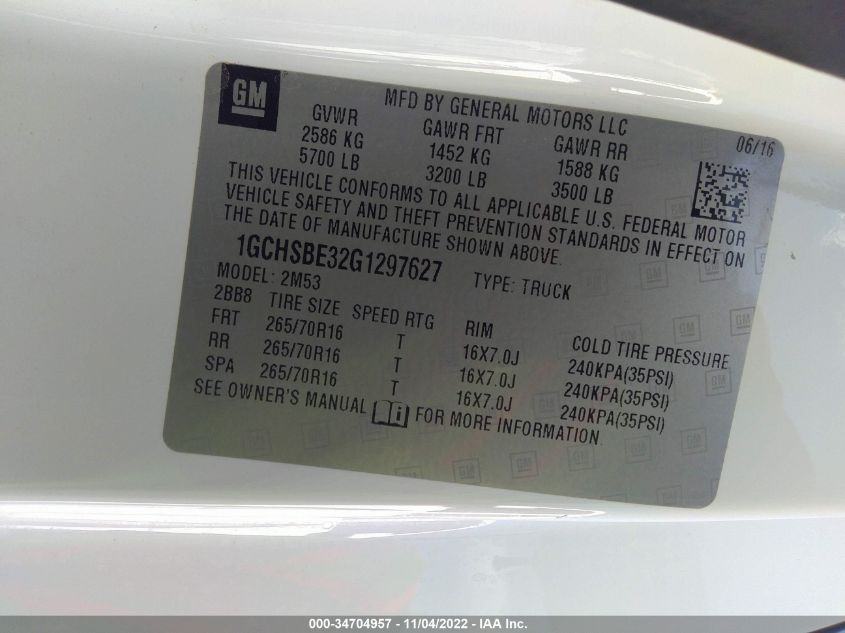 GM
MFD BY GENERAL MOTORS LLC
06/16
GVWR GAWR FRT GAWR RR
2586 KG 1452 KG 1588 KG
5700 LB 3200 LB 3500 LB
THIS VEHICLE CONFORMS TO ALL APPLICABLE U.S. FEDERAL MOTOR
VEHICLE SAFETY AND THEFT PREVENTION STANDARDS IN EFFECT ON
THE DATE OF MANUFACTURE SHOWN ABOVE.
1GCHSBE32G1297627 TYPE: TRUCK
MODEL: 2M53
2BB8 TIRE SIZE SPEED RTG RIM COLD TIRE PRESSURE
FRT 265/70R16 T 16X7.0J 240KPA(35PSI)
RR 265/70R16 T 16X7.0J 240KPA(35PSI)
SPA 265/70R16 T 16X7.0J 240KPA(35PSI)
SEE OWNER'S MANUAL i FOR MORE INFORMATION.
000-34704957 - 11/04/2022 - IAA Inc.